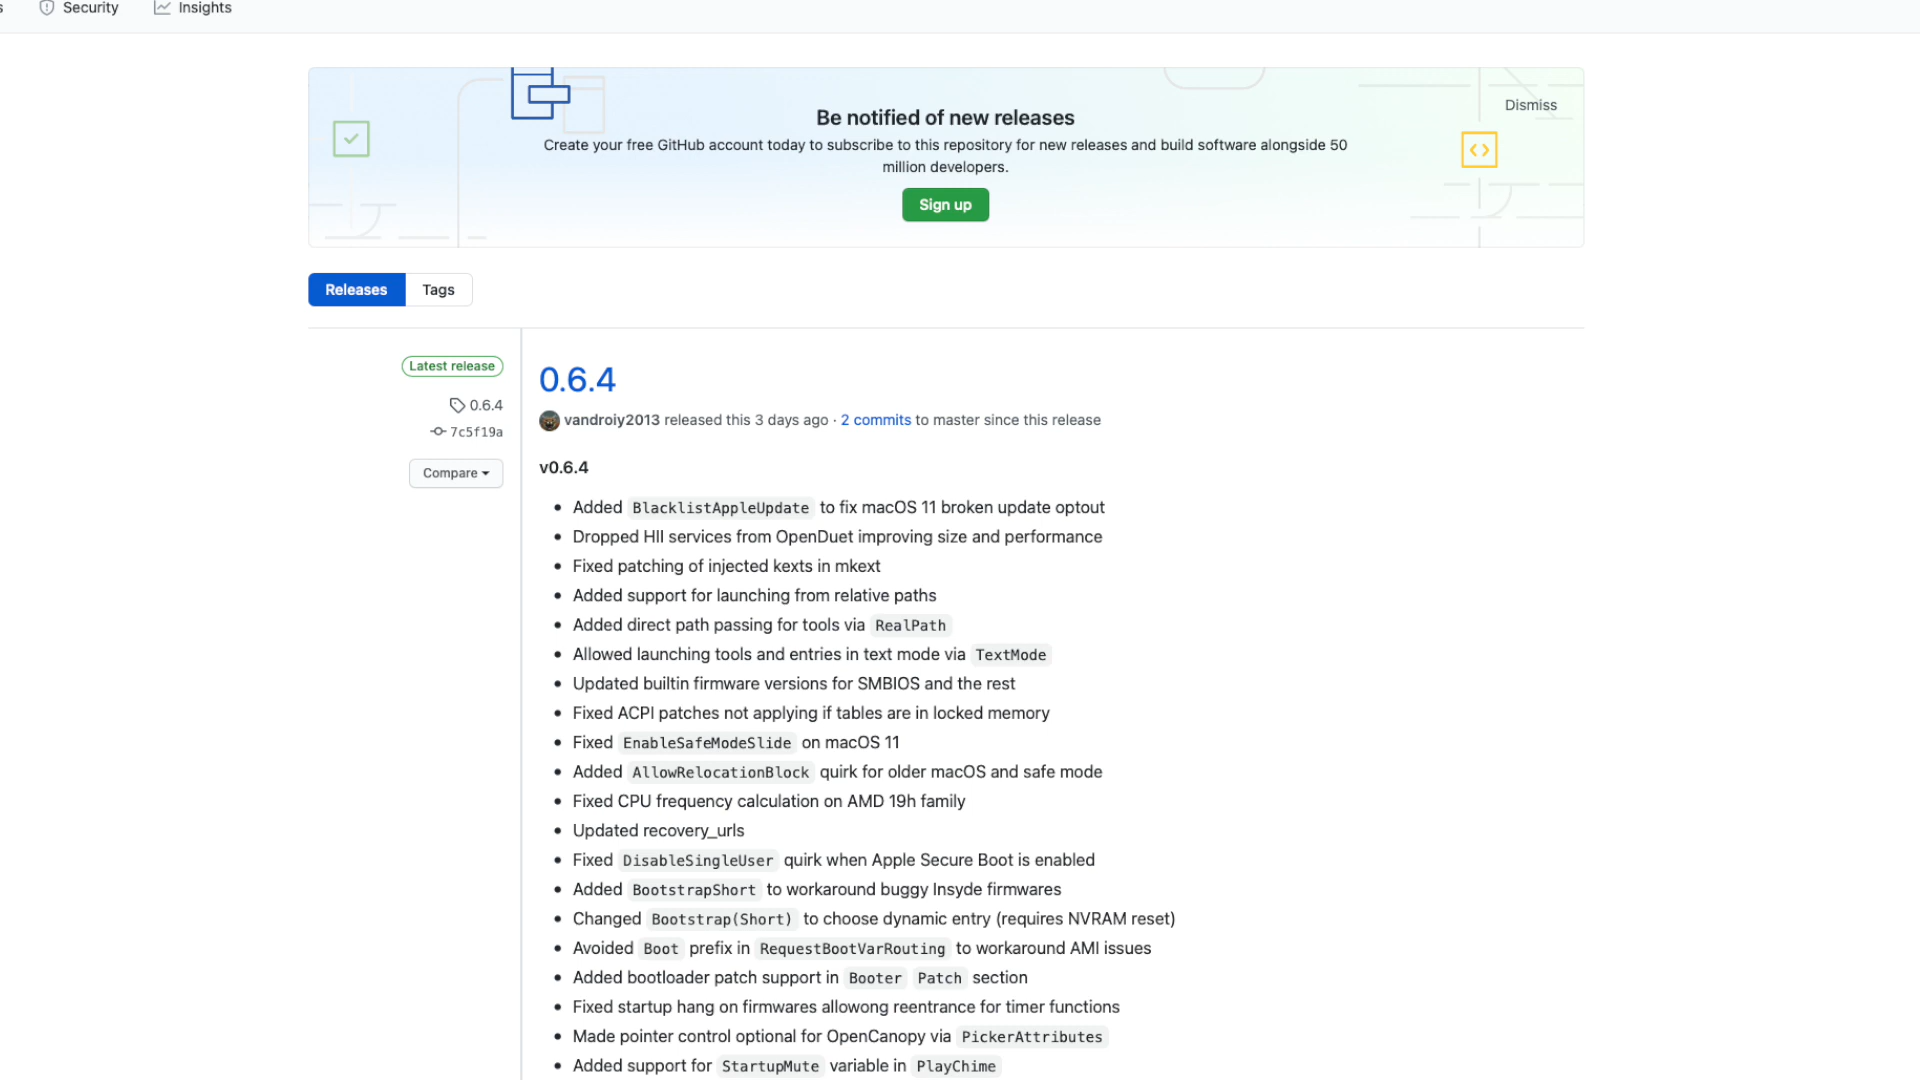 s Security Insights
Be notified of new releases
Dismiss
Create your free GitHub account today to subscribe to this repository for new releases and build software alongside 50
million developers.
Sign up
Releases Tags
Latest release
0.6.4
7c5f19a
Compare
0.6.4
vandroiy2013 released this 3 days ago · 2 commits to master since this release
v0.6.4
• Added BlacklistAppleUpdate to fix macOS 11 broken update optout
• Dropped HII services from OpenDuet improving size and performance
• Fixed patching of injected kexts in mkext
• Added support for launching from relative paths
• Added direct path passing for tools via RealPath
• Allowed launching tools and entries in text mode via TextMode
• Updated builtin firmware versions for SMBIOS and the rest
• Fixed ACPI patches not applying if tables are in locked memory
• Fixed EnableSafeModeSlide on macOS 11
• Added AllowRelocationBlock quirk for older macOS and safe mode
• Fixed CPU frequency calculation on AMD 19h family
• Updated recovery_urls
• Fixed DisableSingleUser quirk when Apple Secure Boot is enabled
• Added BootstrapShort to workaround buggy Insyde firmwares
• Changed Bootstrap(Short) to choose dynamic entry (requires NVRAM reset)
• Avoided Boot prefix in RequestBootVarRouting to workaround AMI issues
• Added bootloader patch support in Booter Patch section
• Fixed startup hang on firmwares allowong reentrance for timer functions
• Made pointer control optional for OpenCanopy via PickerAttributes
• Added support for StartupMute variable in PlayChime